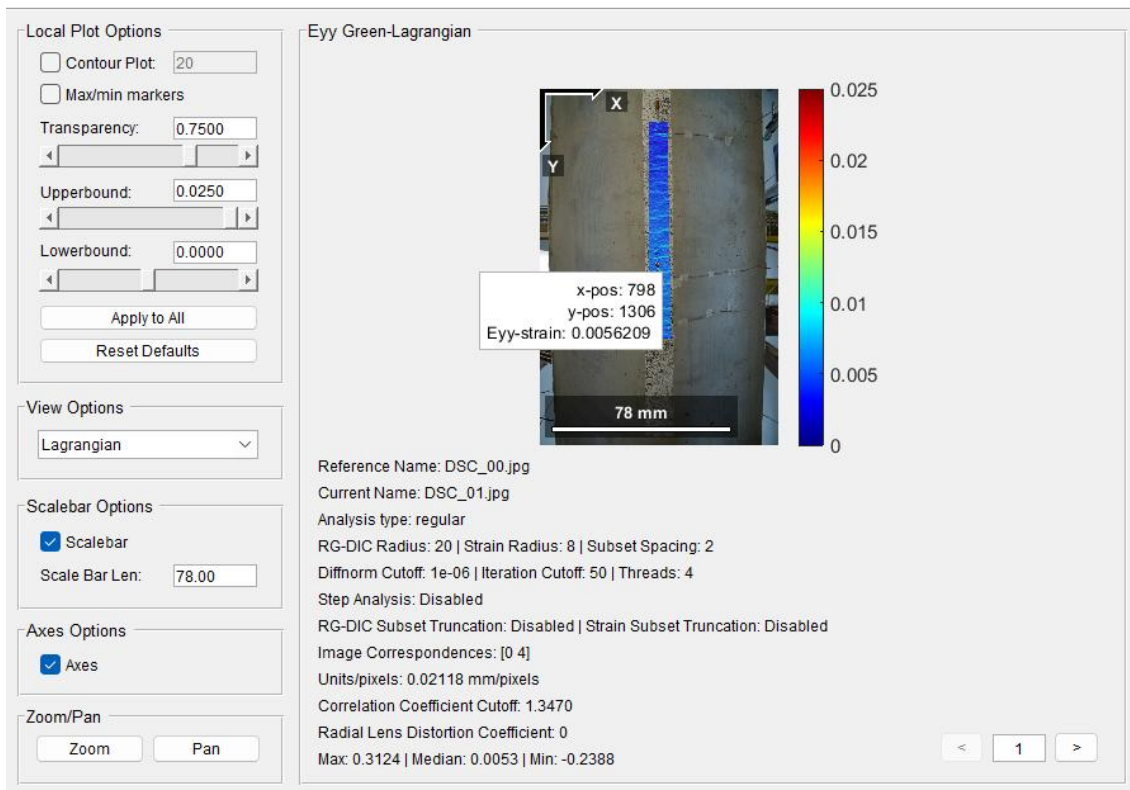 Local Plot Options
Contour Plot: 20
Max/min markers
Transparency: 0.7500
Upperbound: 0.0250
Lowerbound: 0.0000
Apply to All
Reset Defaults
View Options
Lagrangian
Scalebar Options
Scalebar
Scale Bar Len: 78.00
Axes Options
Axes
Zoom/Pan
Zoom Pan
Eyy Green-Lagrangian
X
Y
x-pos: 798
y-pos: 1306
Eyy-strain: 0.0056209
78 mm
0.025
0.02
0.015
0.01
0.005
0
Reference Name: DSC_00.jpg
Current Name: DSC_01.jpg
Analysis type: regular
RG-DIC Radius: 20 | Strain Radius: 8 | Subset Spacing: 2
Diffnorm Cutoff: 1e-06 | Iteration Cutoff: 50 | Threads: 4
Step Analysis: Disabled
RG-DIC Subset Truncation: Disabled | Strain Subset Truncation: Disabled
Image Correspondences: [0 4]
Units/pixels: 0.02118 mm/pixels
Correlation Coefficient Cutoff: 1.3470
Radial Lens Distortion Coefficient: 0
Max: 0.3124 | Median: 0.0053 | Min: -0.2388
< 1 >